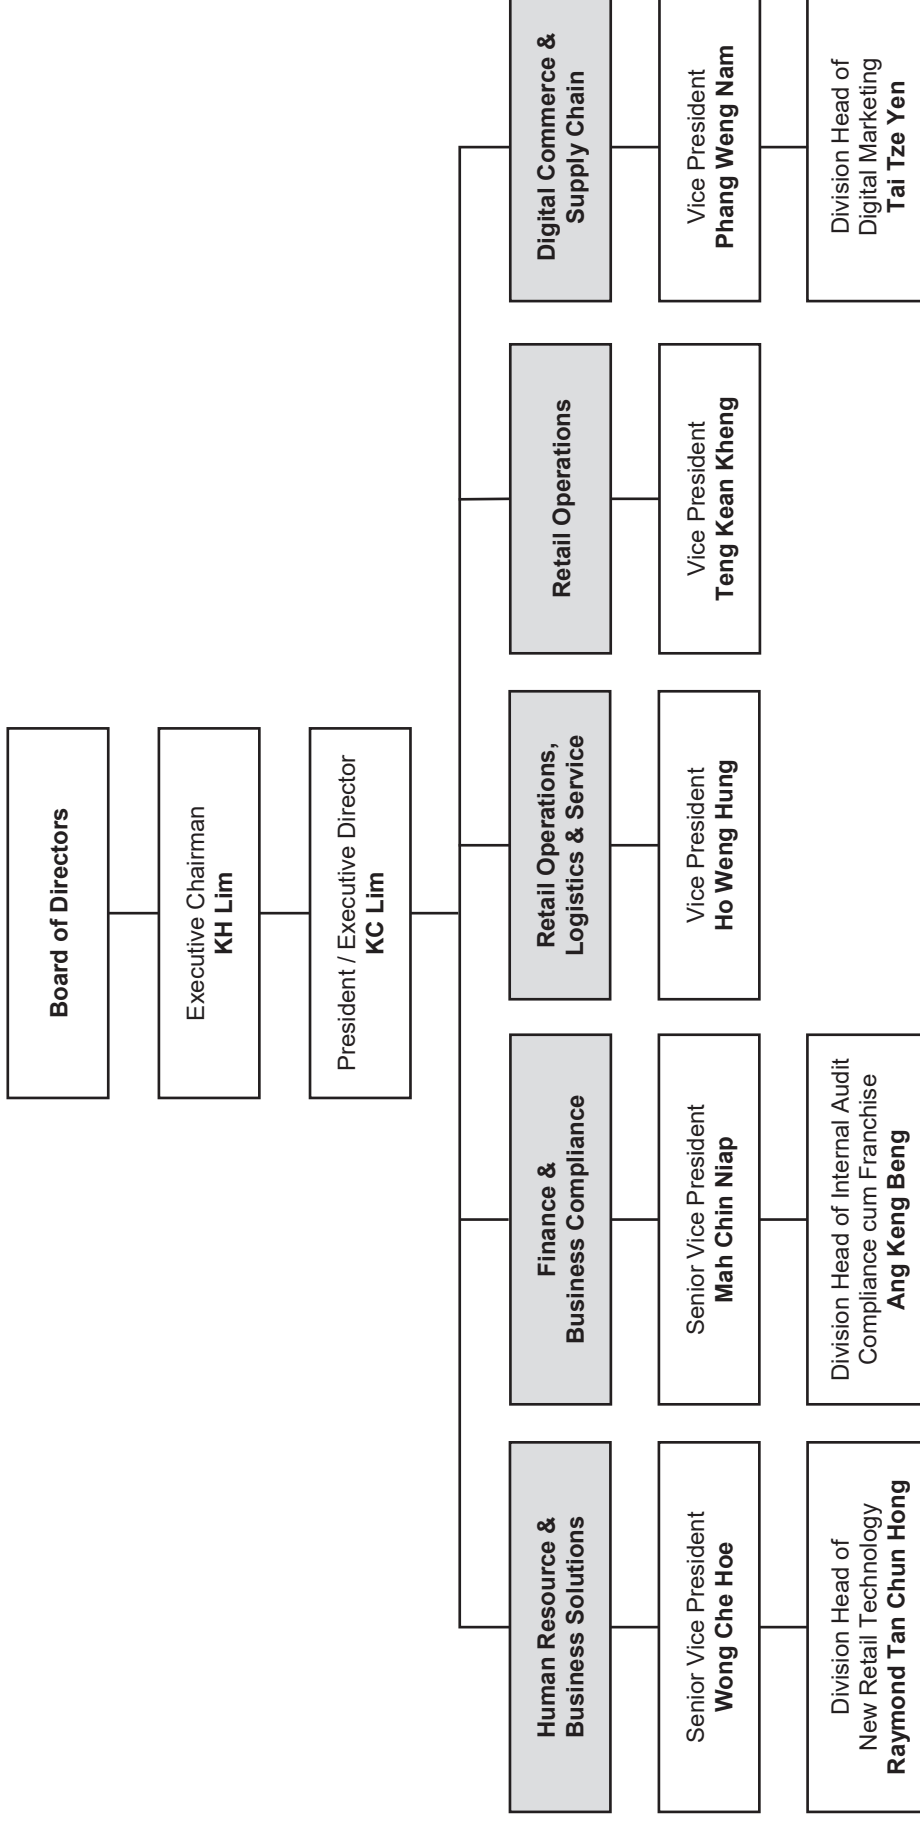 Board of Directors
Executive Chairman
KH Lim
President / Executive Director
KC Lim
Human Resource &
Business Solutions
Finance &
Business Compliance
Retail Operations,
Logistics & Service
Retail Operations
Digital Commerce &
Supply Chain
Senior Vice President
Wong Che Hoe
Senior Vice President
Mah Chin Niap
Vice President
Ho Weng Hung
Vice President
Teng Kean Kheng
Vice President
Phang Weng Nam
Division Head of
New Retail Technology
Raymond Tan Chun Hong
Division Head of Internal Audit
Compliance cum Franchise
Ang Keng Beng
Division Head of
Digital Marketing
Tai Tze Yen